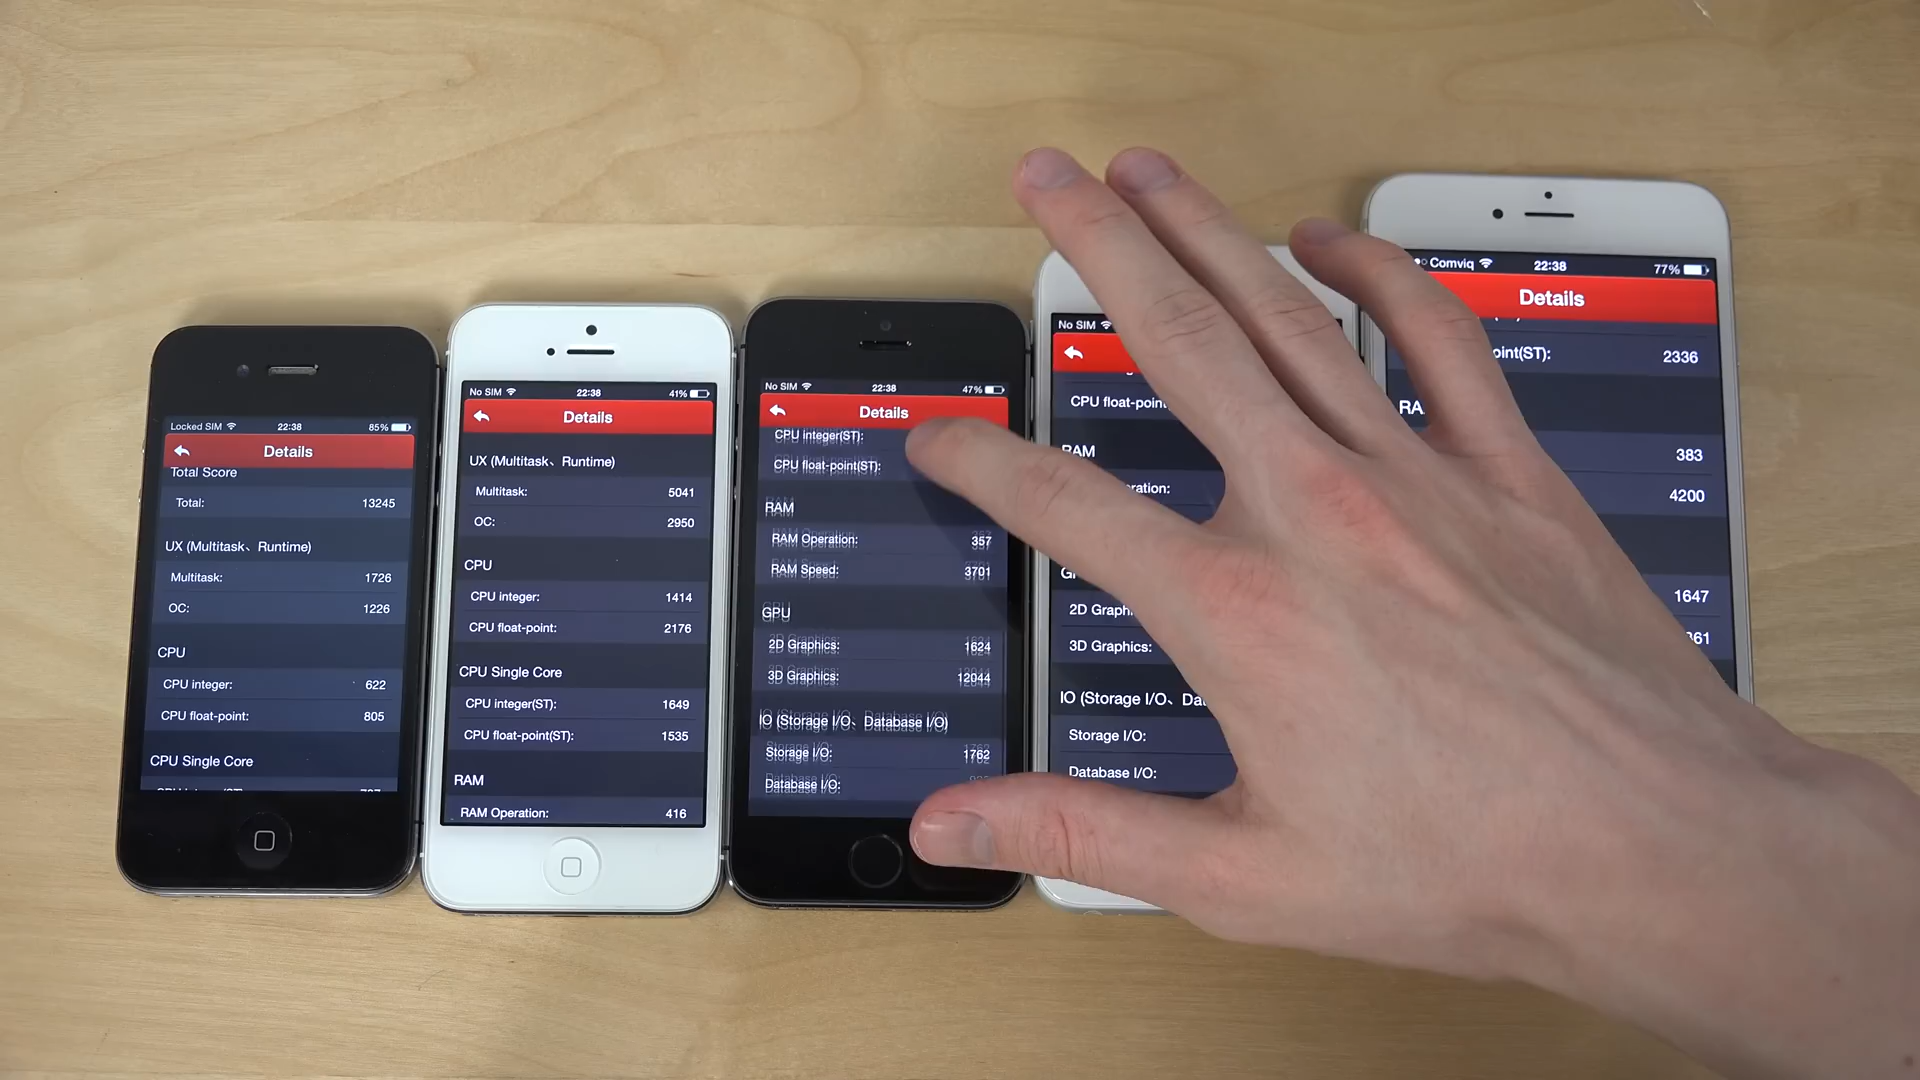 Locked SIM 22:38 85%
Details
Total Score
Total: 13245
UX (Multitask、Runtime)
Multitask: 1726
OC: 1226
CPU
CPU integer: 622
CPU float-point: 805
CPU Single Core
No SIM 22:38 41%
Details
UX (Multitask、Runtime)
Multitask: 5041
OC: 2950
CPU
CPU integer: 1414
CPU float-point: 2176
CPU Single Core
CPU integer(ST): 1649
CPU float-point(ST): 1535
RAM
RAM Operation: 416
No SIM 22:38 47%
Details
CPU integer(ST):
CPU float-point(ST):
RAM
RAM Operation: 357
RAM Speed: 3701
GPU
2D Graphics: 1624
3D Graphics: 12044
IO (Storage I/O、Database I/O)
Storage I/O: 1762
Database I/O:
No SIM
CPU float-point
RAM
ration:
2D Graph
3D Graphics:
IO (Storage I/O、Da
Storage I/O:
Database I/O:
Comviq 22:38 77%
Details
oint(ST): 2336
RA
383
4200
1647
361